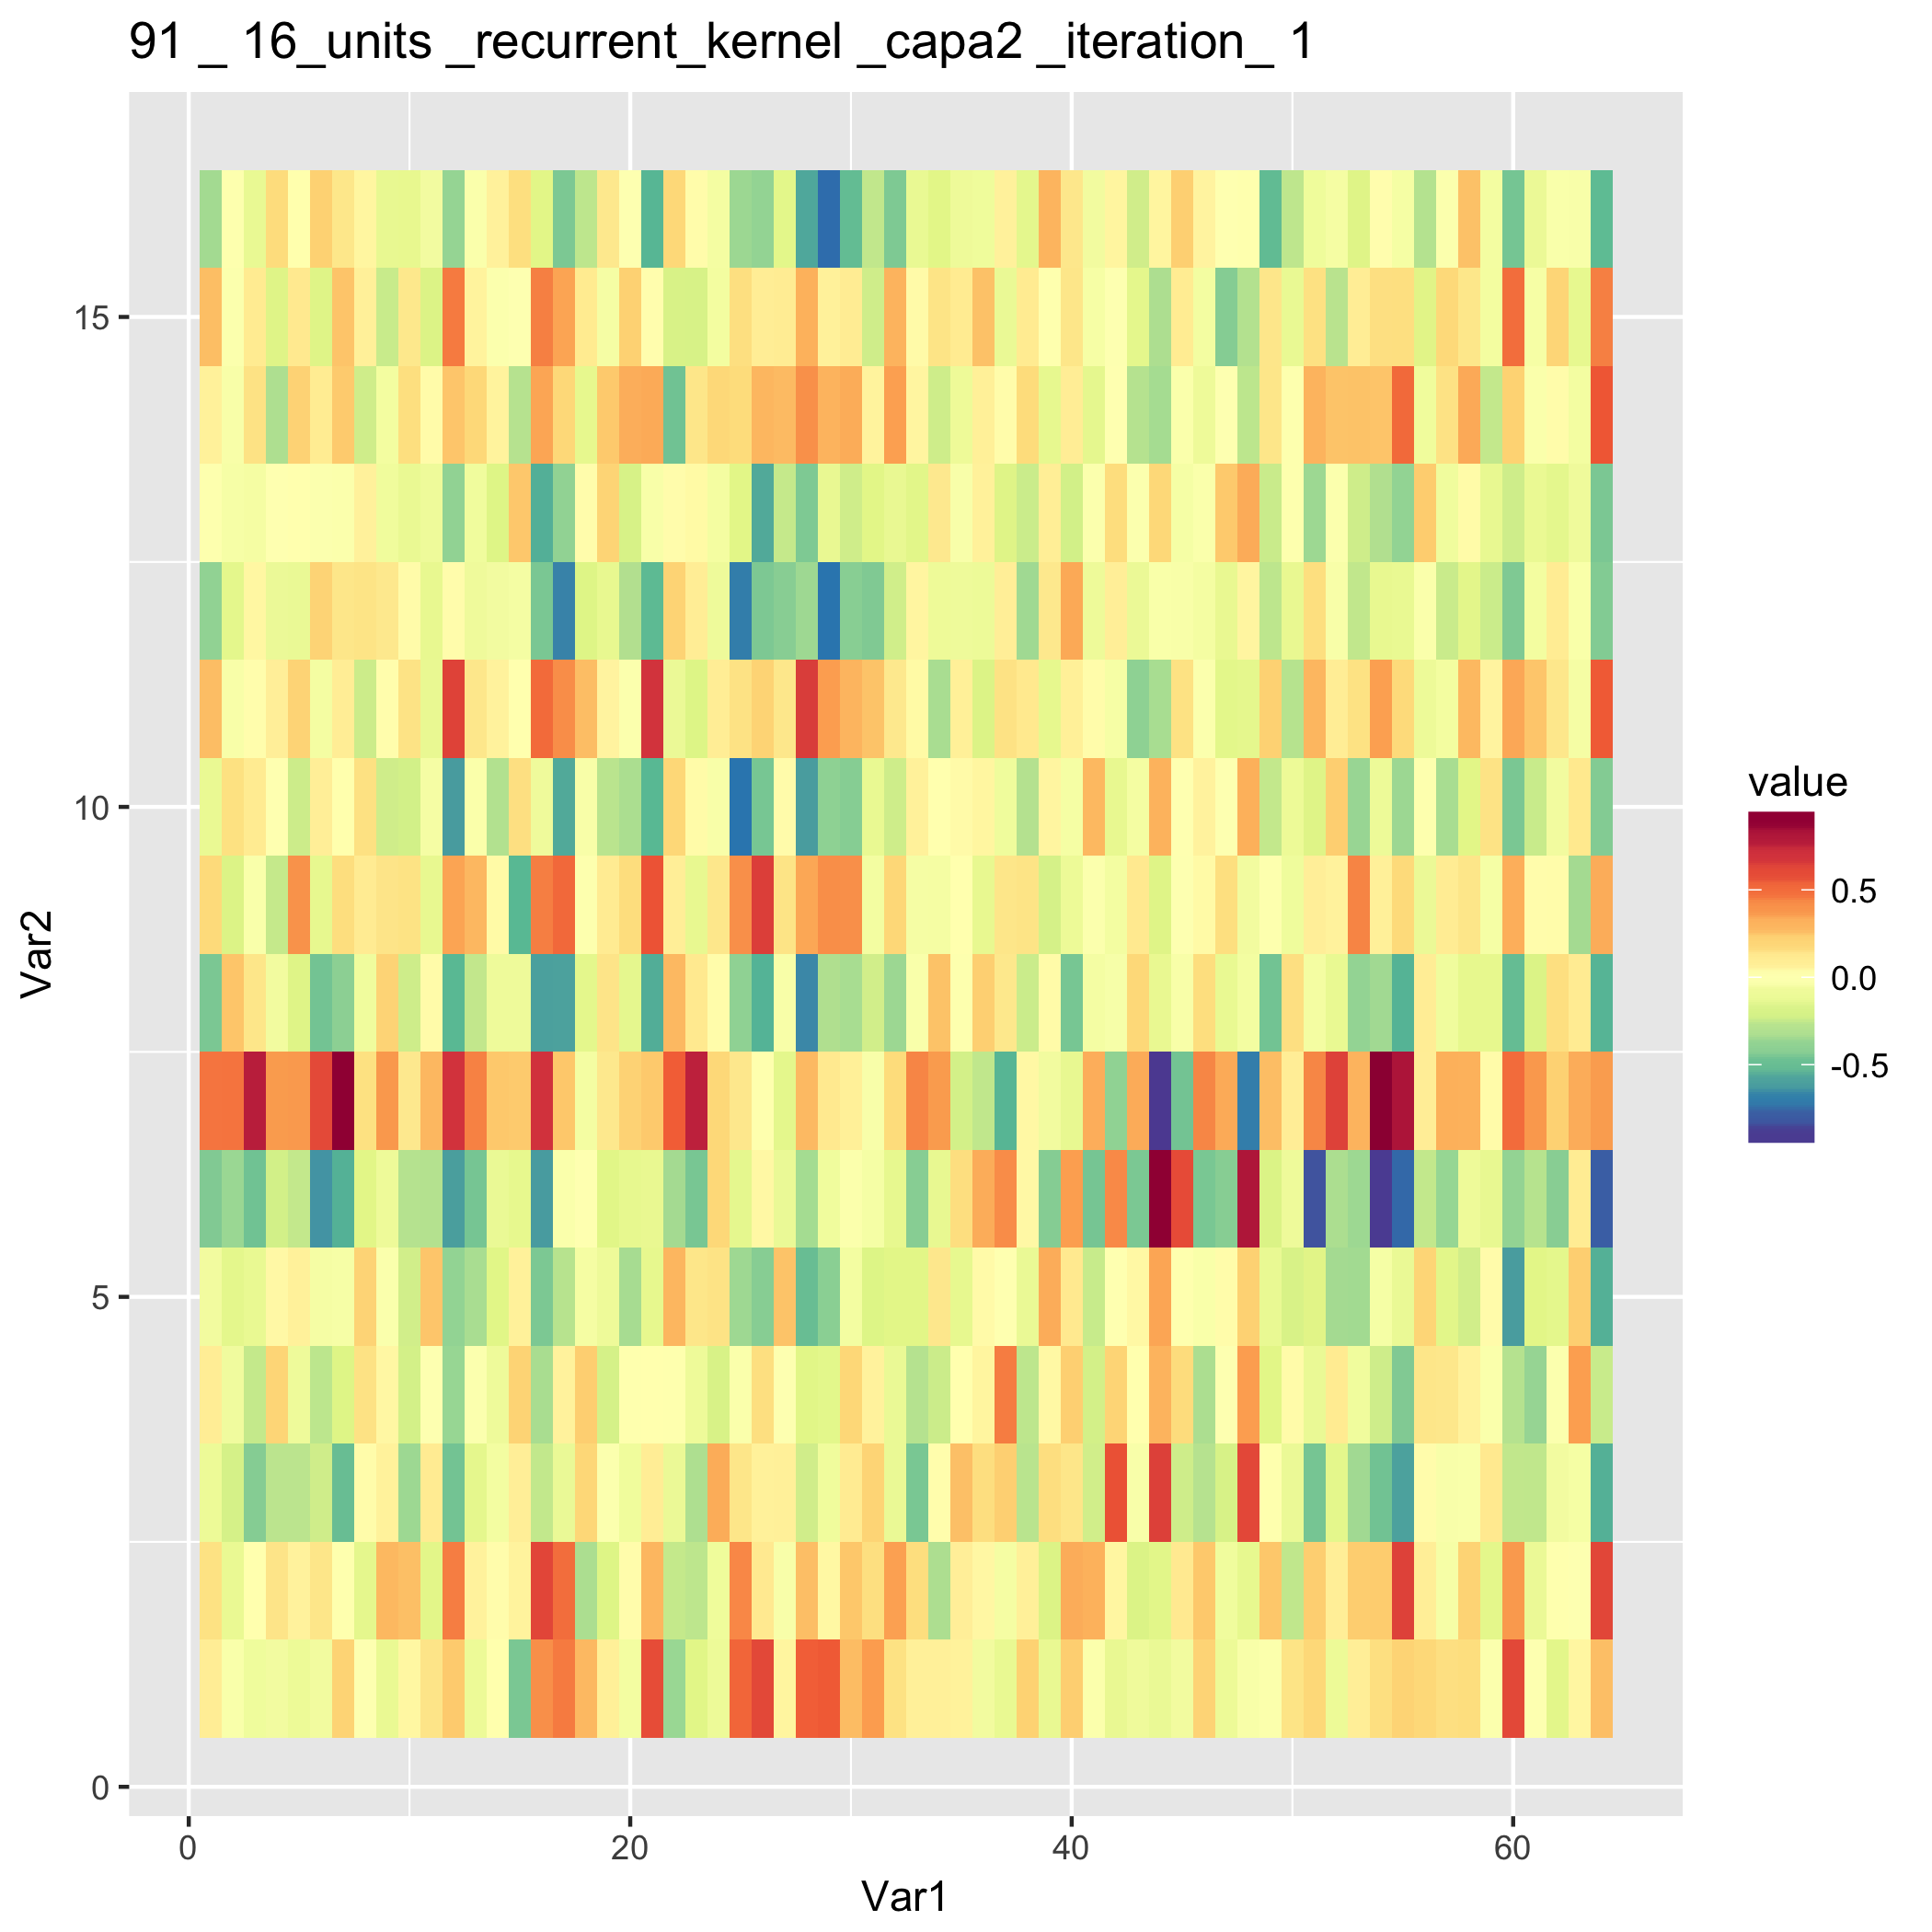 91 _ 16_units _recurrent_kernel _capa2 _iteration_ 1
15
10
5
0
Var2
0 20 40 60
Var1
value
0.5
0.0
-0.5